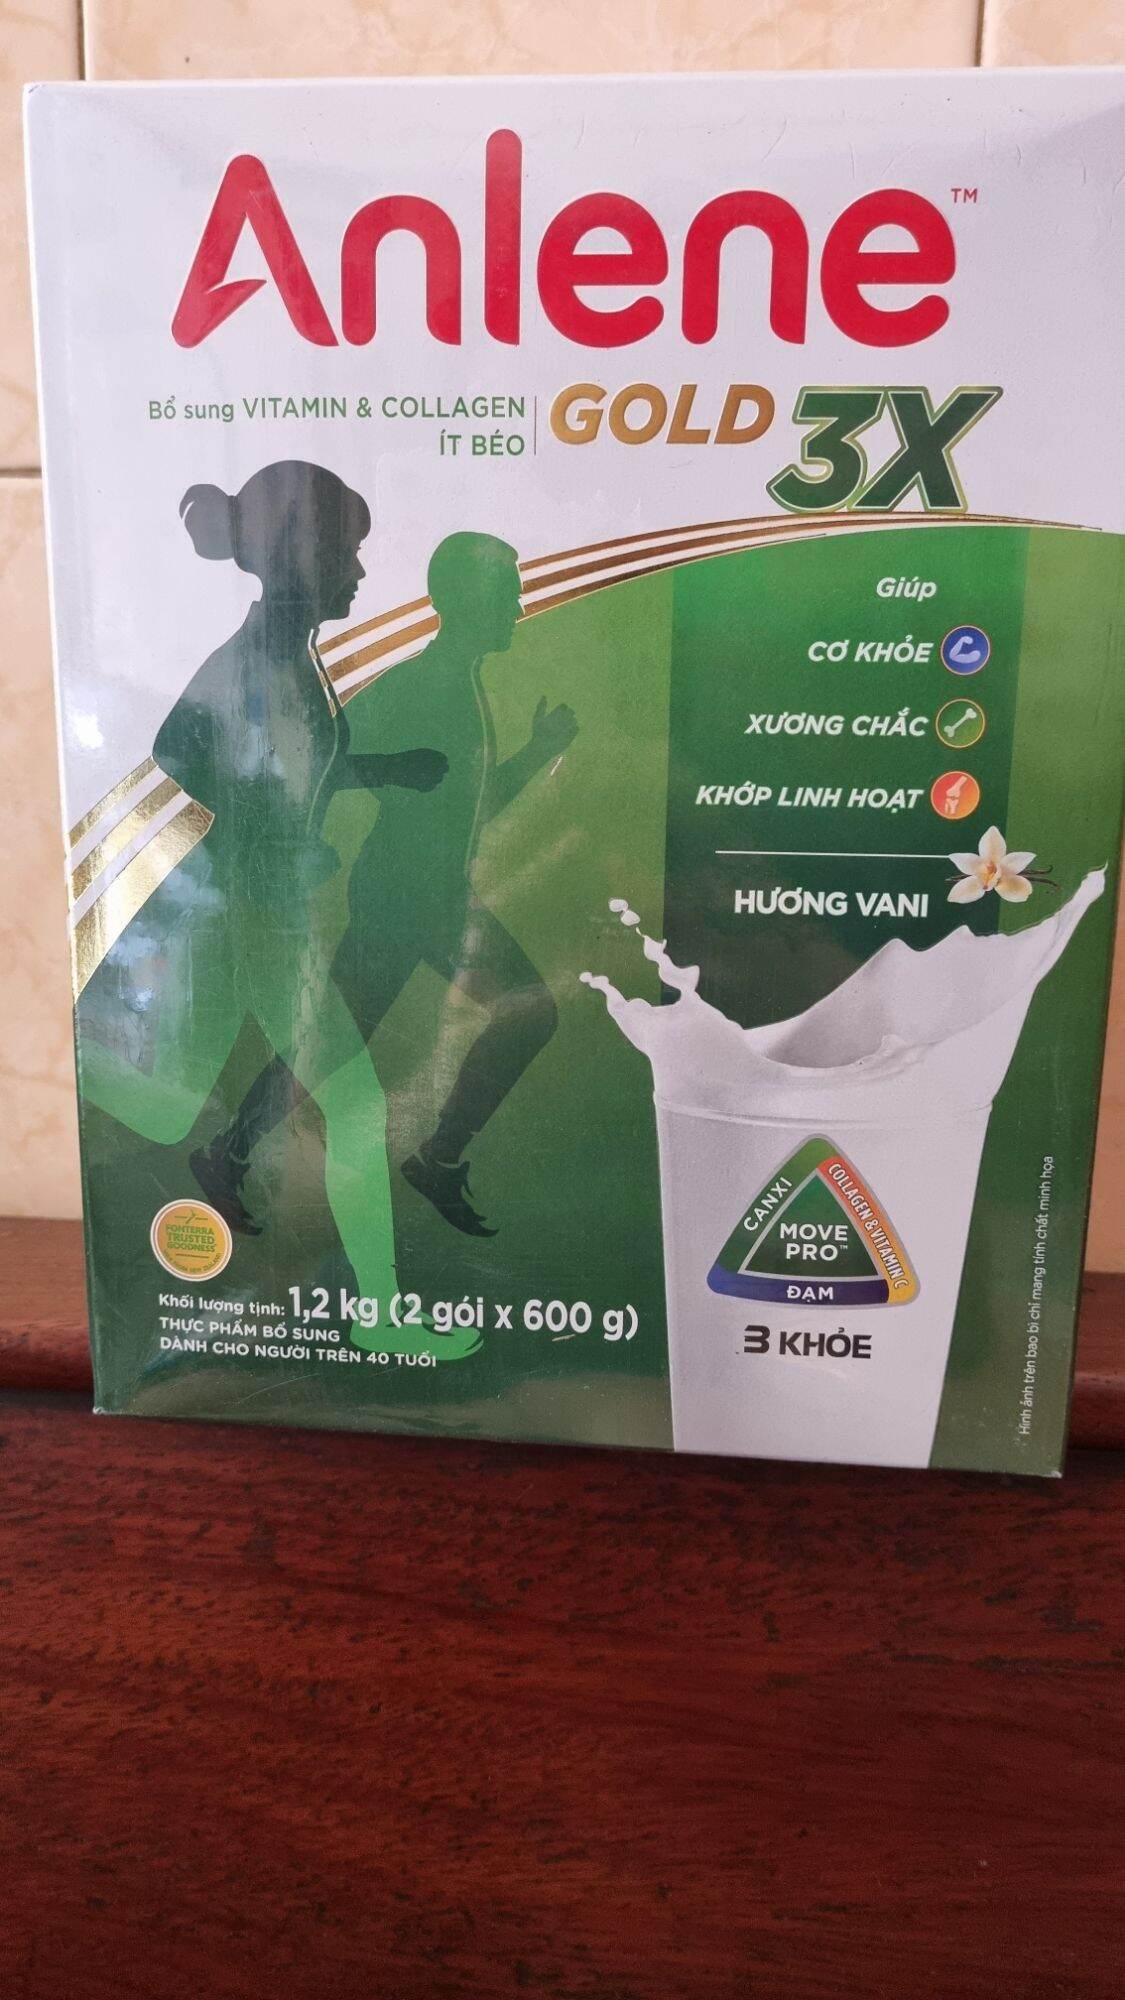 Anlene™
Bổ sung VITAMIN & COLLAGEN
ÍT BÉO
GOLD 3X
Giúp
CƠ KHỎE
XƯƠNG CHẮC
KHỚP LINH HOẠT
HƯƠNG VANI
CANXI
COLLAGEN & VITAMIN C
MOVE
PRO™
ĐẠM
3 KHỎE
FONTERRA
TRUSTED
GOODNESS
Khối lượng tịnh: 1,2 kg (2 gói x 600 g)
THỰC PHẨM BỔ SUNG
DÀNH CHO NGƯỜI TRÊN 40 TUỔI
Hình ảnh trên bao bì chỉ mang tính chất minh họa